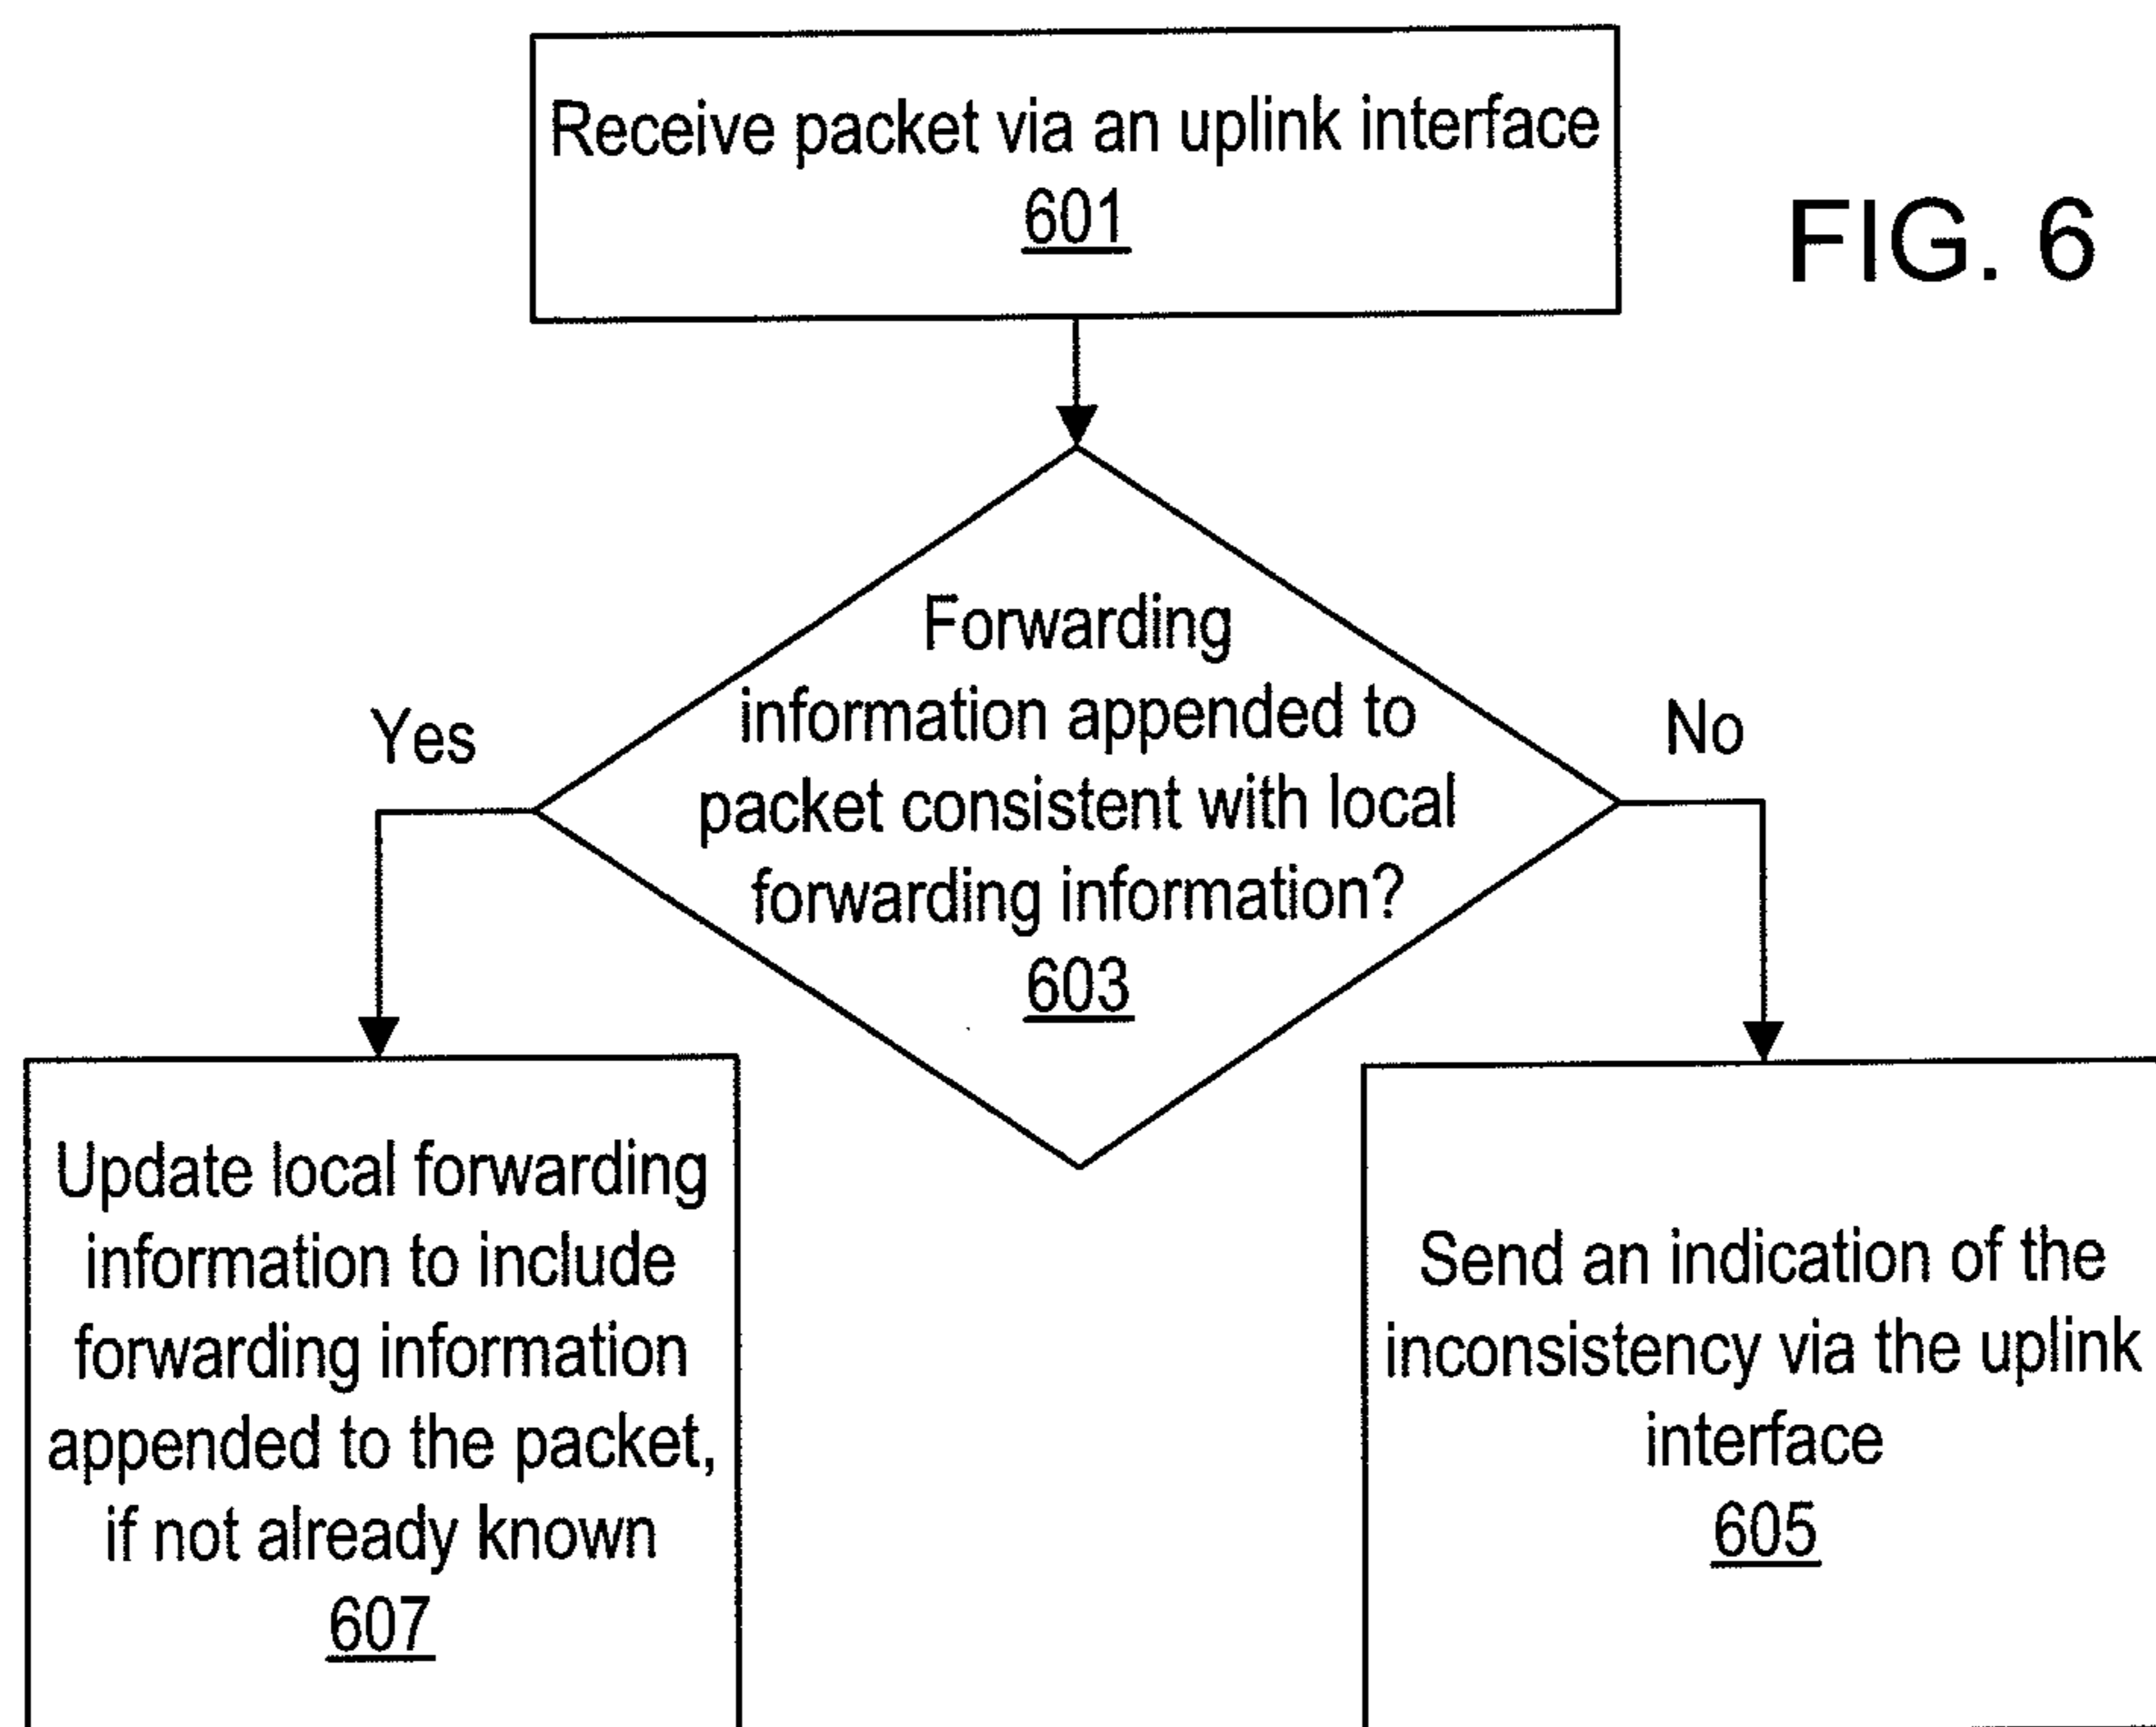 Receive packet via an uplink interface
601
FIG. 6
Forwarding
information appended to
packet consistent with local
forwarding information?
603
Yes
No
Update local forwarding
information to include
forwarding information
appended to the packet,
if not already known
607
Send an indication of the
inconsistency via the uplink
interface
605